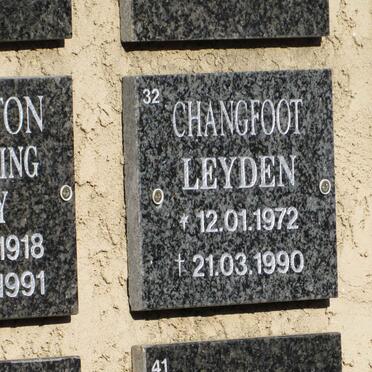 TON
ING
Y
1918
1991
32
CHANGFOOT
LEYDEN
* 12.01.1972
† 21.03.1990
41